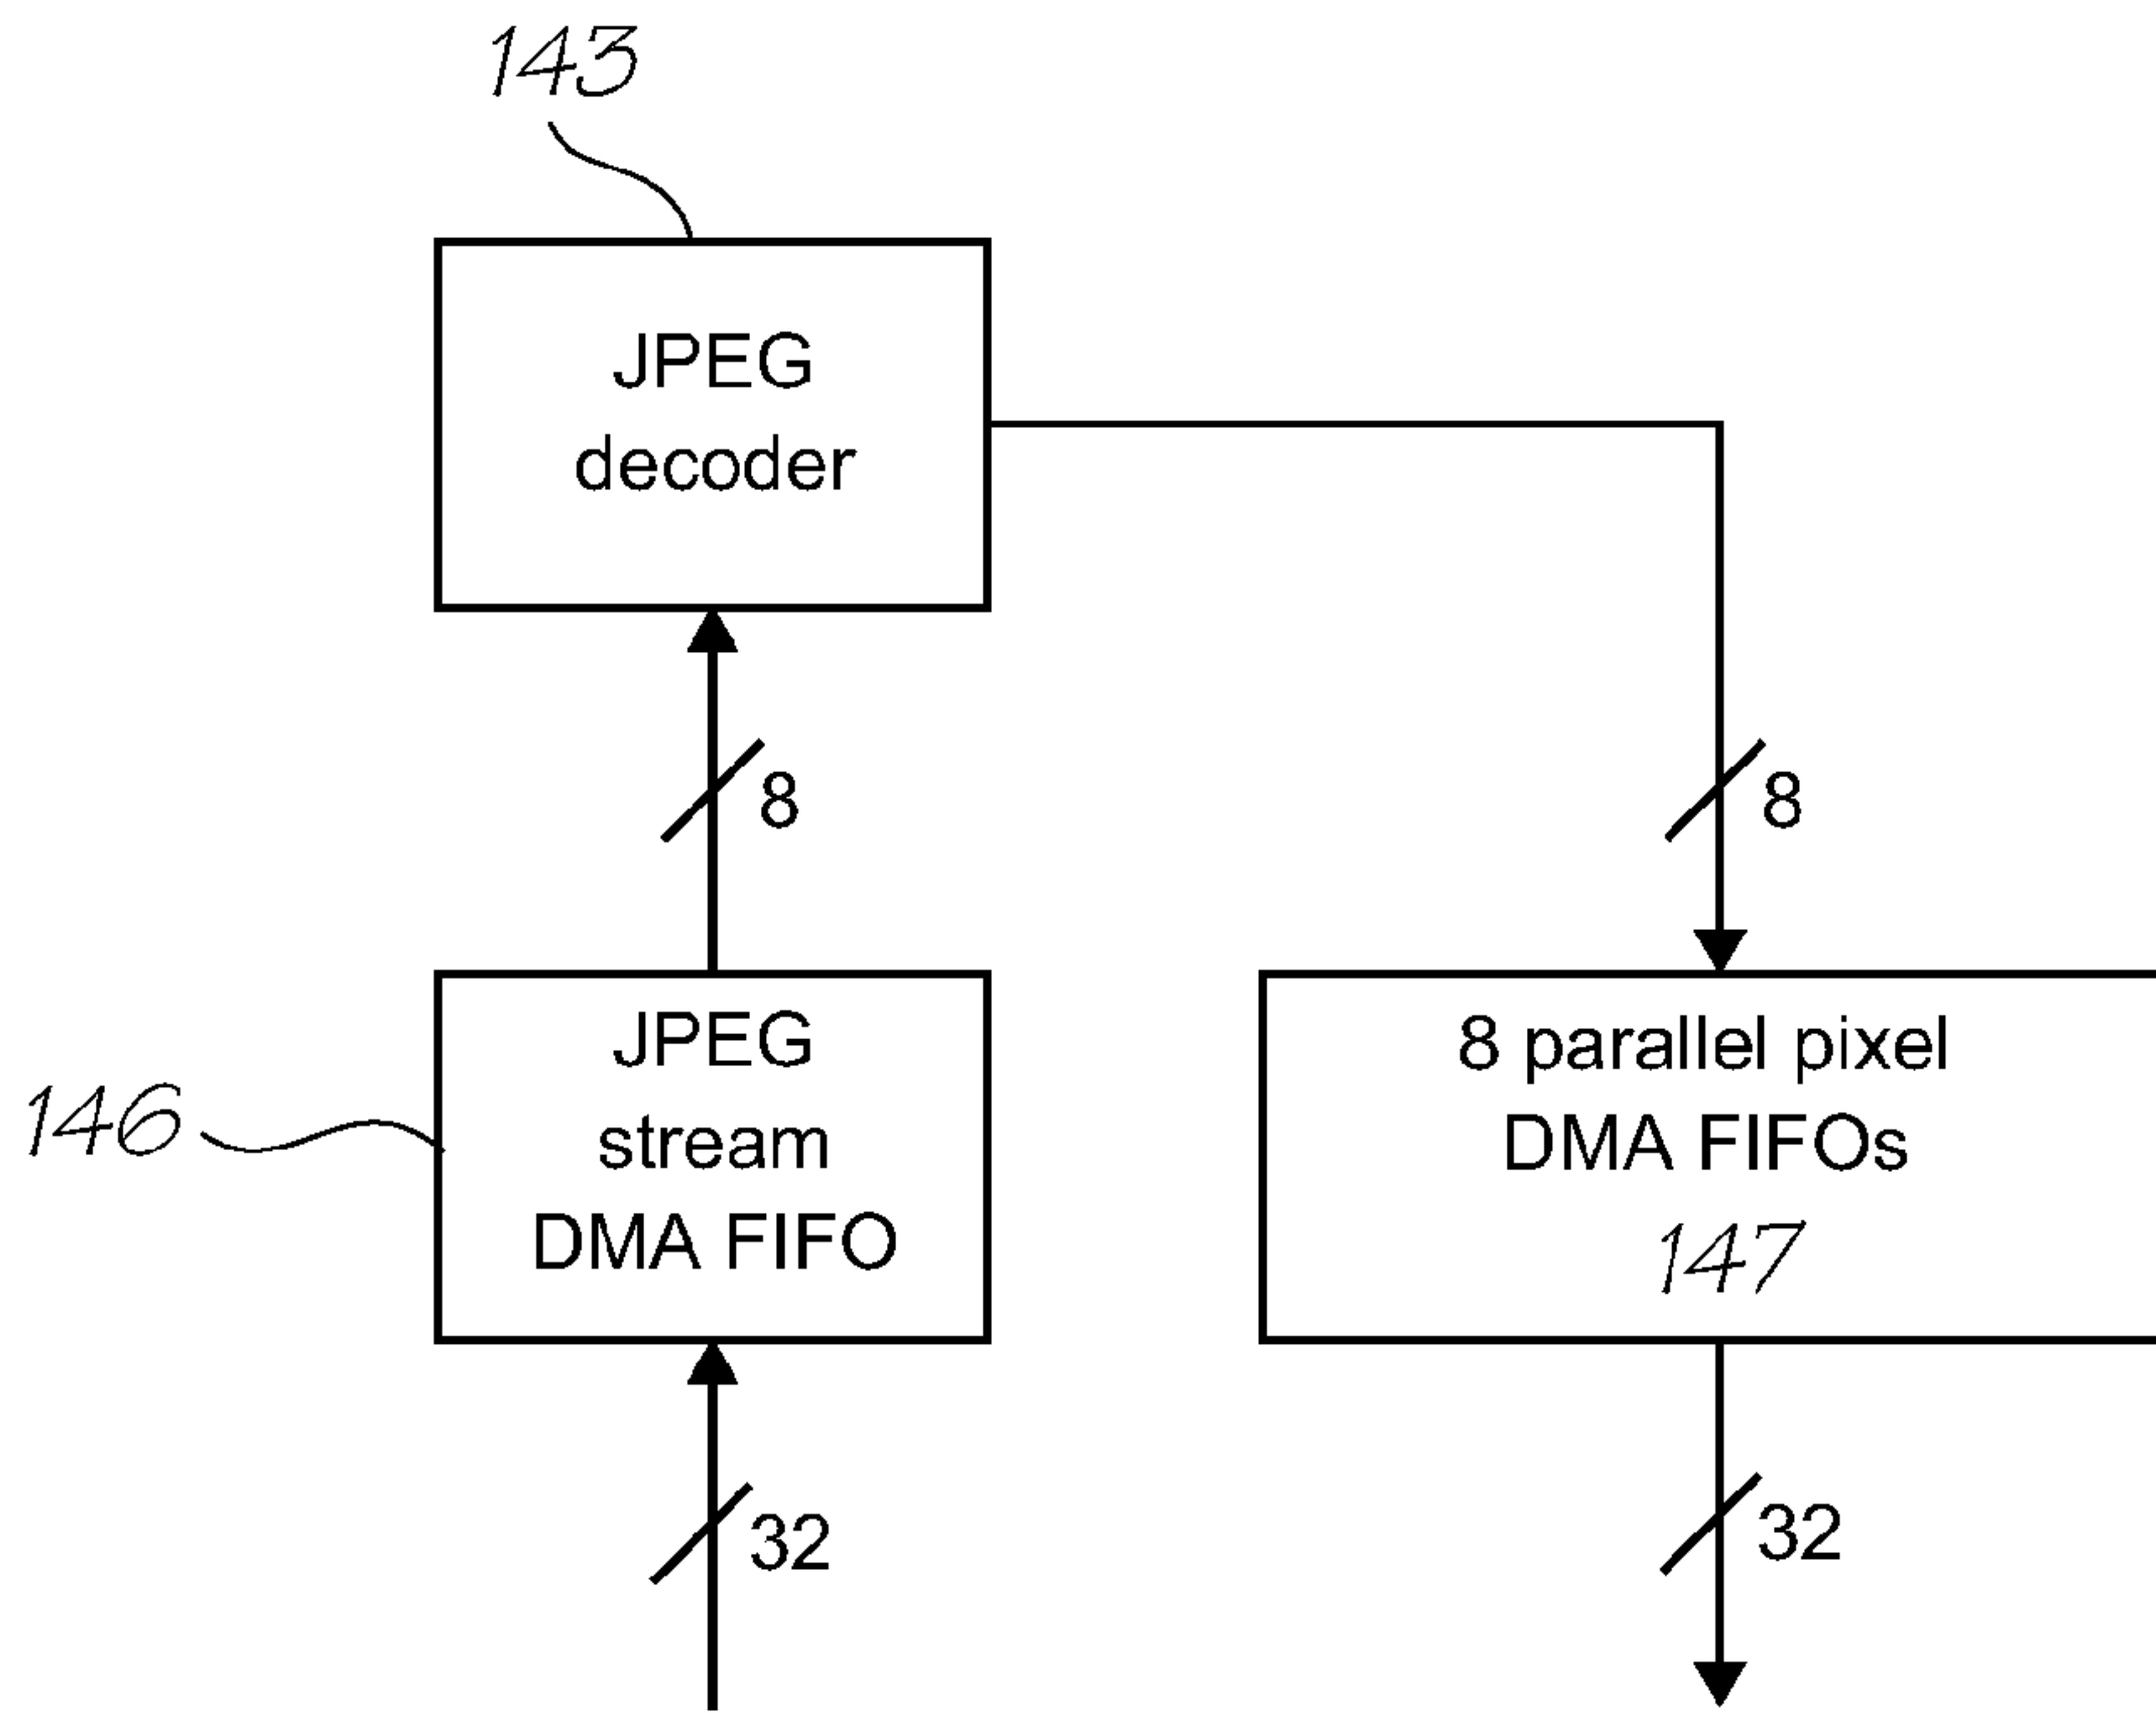 143
JPEG
decoder
8
8
146
JPEG
stream
DMA FIFO
8 parallel pixel
DMA FIFOs
147
32
32